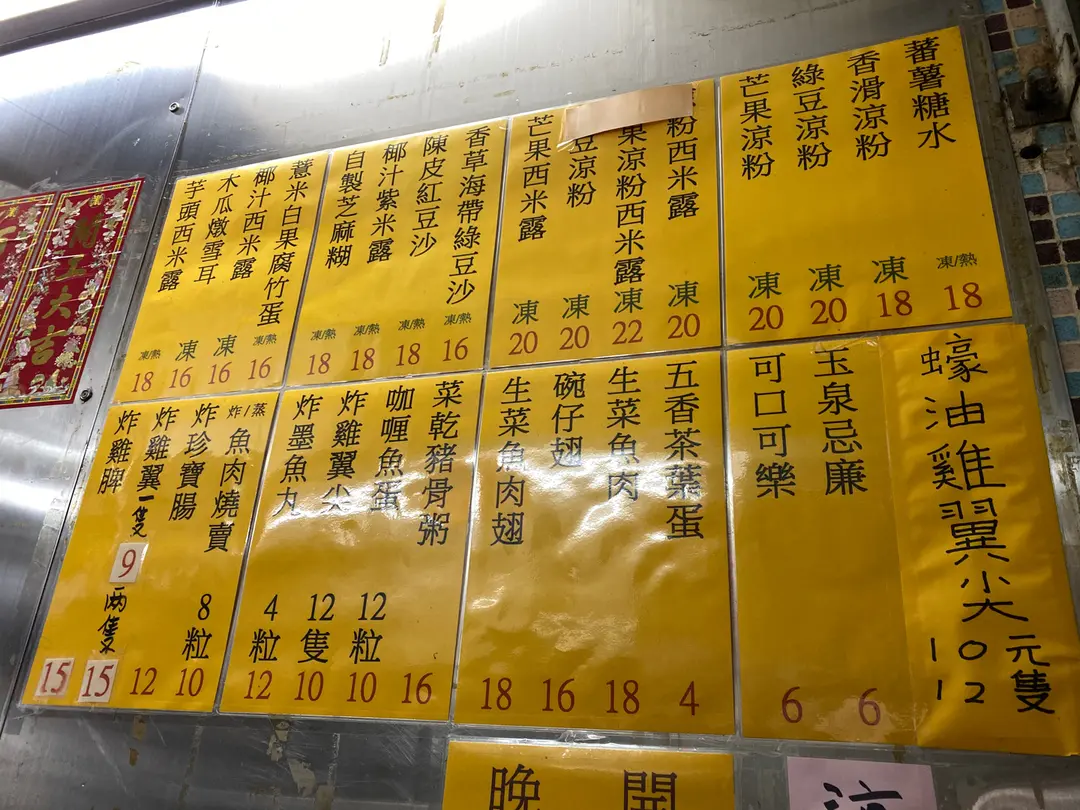 蕃薯糖水 凍/熱 18
香滑涼粉 凍 18
綠豆涼粉 凍 20
芒果涼粉 凍 20
粉西米露 凍 20
果涼粉西米露 凍 22
豆涼粉 凍 20
芒果西米露 凍 20
香草海帶綠豆沙 凍/熱 16
陳皮紅豆沙 凍/熱 18
椰汁紫米露 凍/熱 18
自製芝麻糊 凍/熱 18
薏米白果腐竹蛋 凍/熱 16
椰汁西米露 凍 16
木瓜燉雪耳 凍 16
芋頭西米露 凍/熱 18
蠔油雞翼尖 10元 12隻
玉泉忌廉 6
可口可樂 6
五香茶葉蛋 4
生菜魚肉 18
碗仔翅 16
生菜魚肉翅 18
菜乾豬骨粥 16
咖喱魚蛋 12粒 10
炸雞翼尖 12隻 10
炸墨魚丸 4粒 12
炸/蒸 魚肉燒賣 8粒 10
炸珍寶腸 12
炸雞翼 一隻 9 兩隻 15
炸雞脾 15
工大吉
開
晚